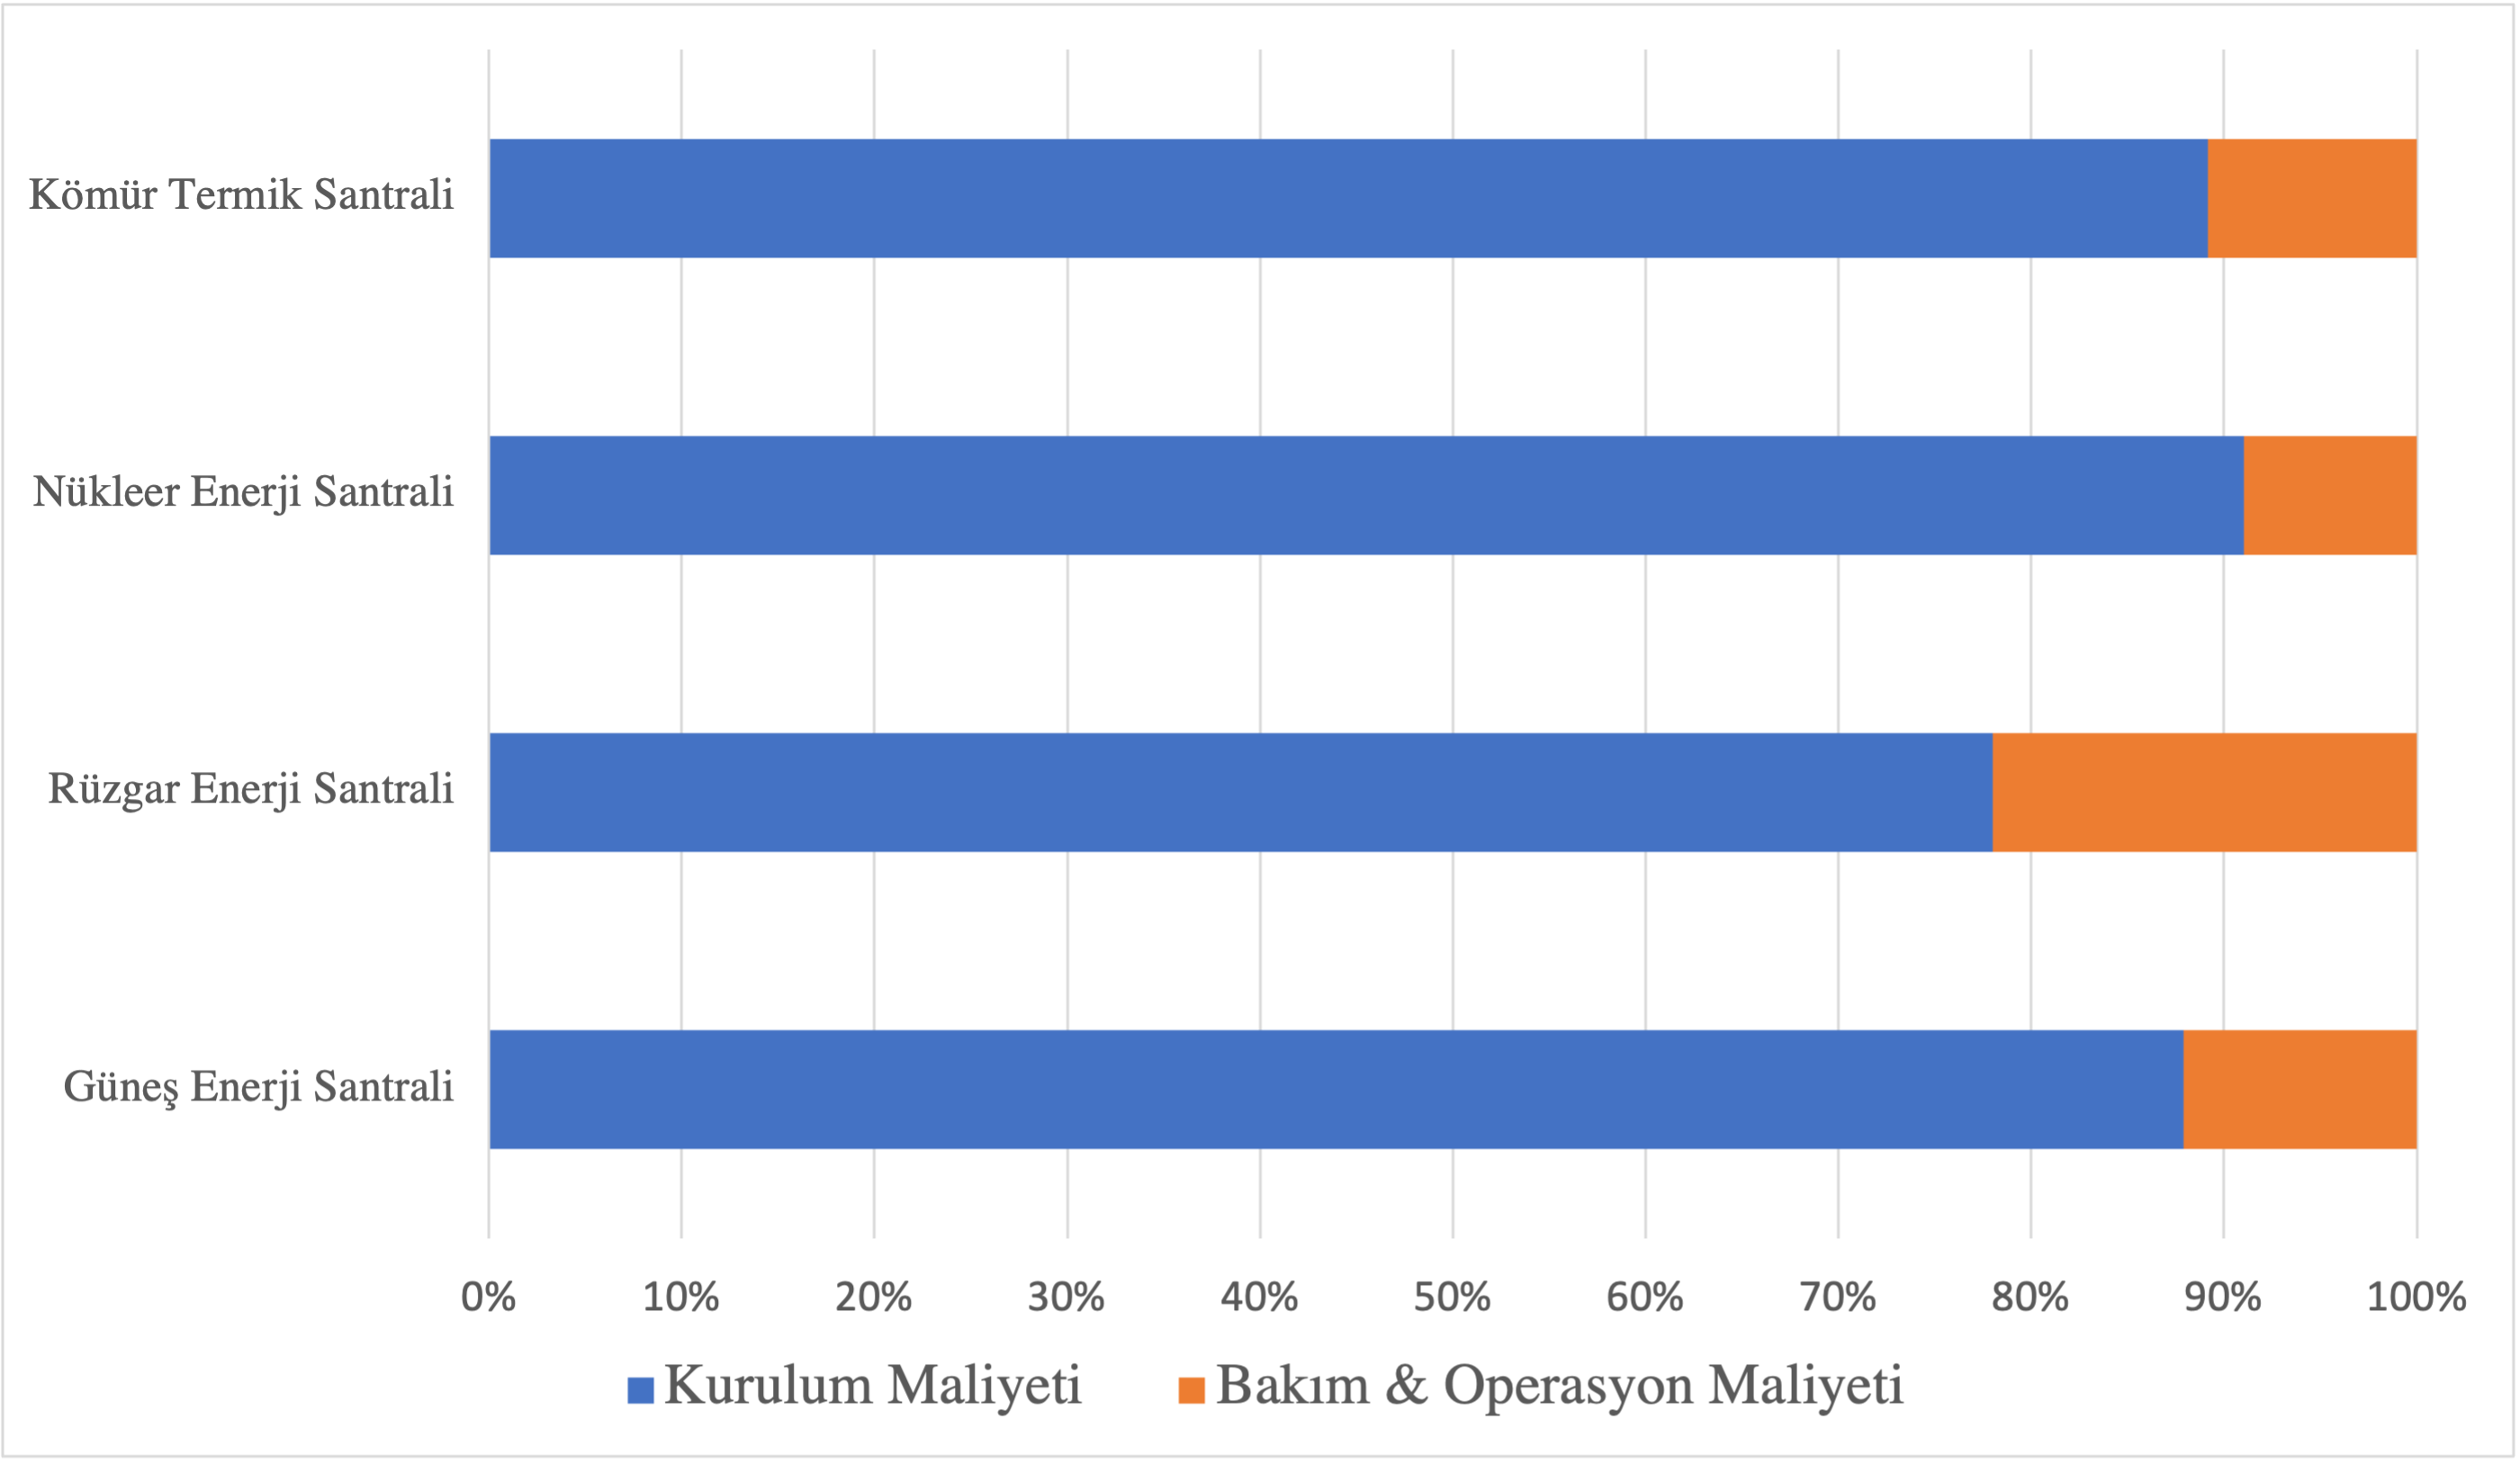 Kömür Termik Santrali
Nükleer Enerji Santrali
Rüzgar Enerji Santrali
Güneş Enerji Santrali
0% 10% 20% 30% 40% 50% 60% 70% 80% 90% 100%
Kurulum Maliyeti Bakım & Operasyon Maliyeti